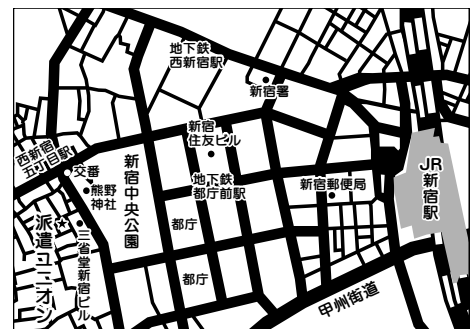 地下鉄
西新宿駅
新宿署
新宿
住友ビル
西新宿
五丁目駅
交番
熊野
神社
新宿中央公園
地下鉄
都庁前駅
新宿郵便局
JR
新宿駅
都庁
都庁
派遣ユニオン
三省堂新宿ビル
甲州街道